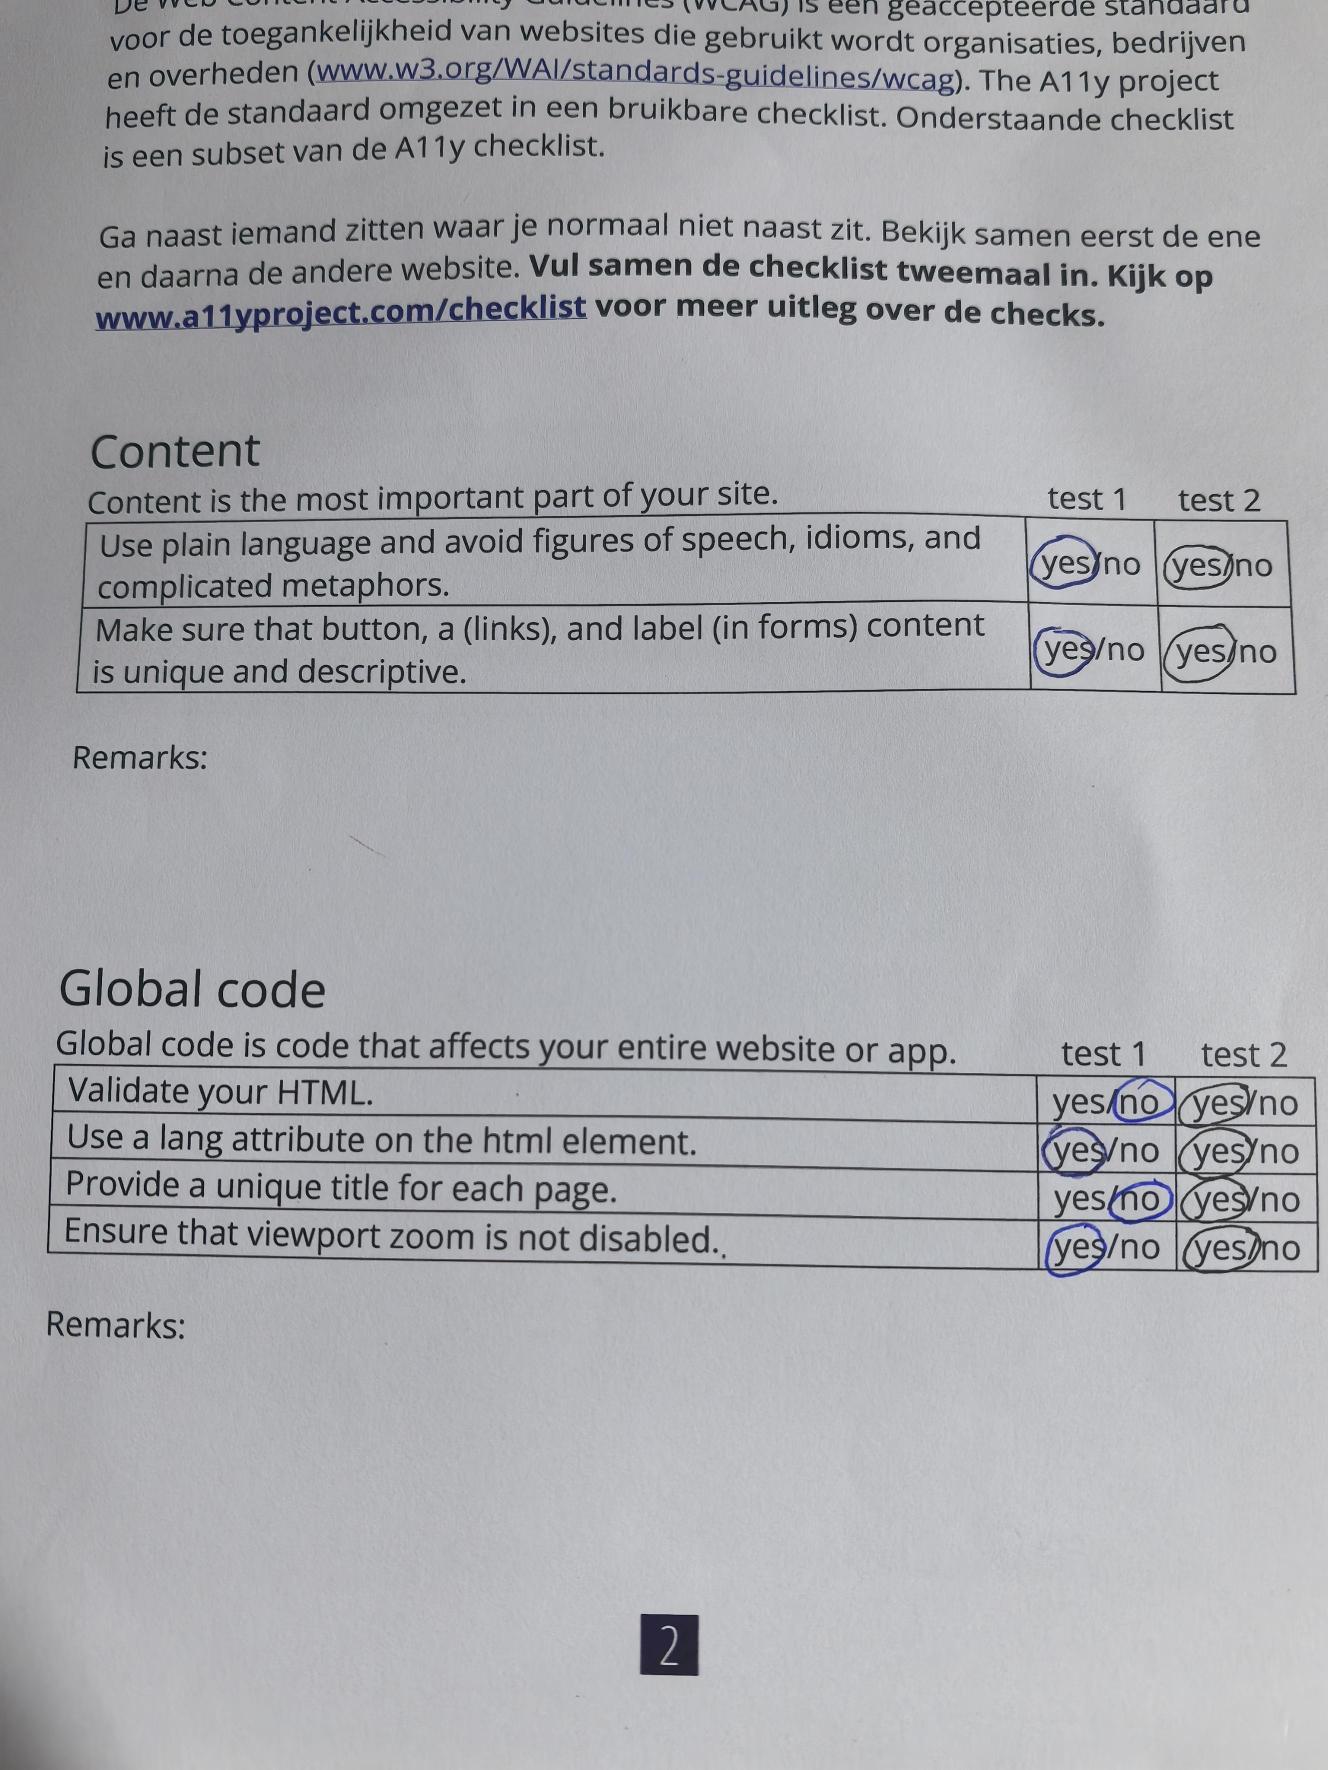 De Web Content Accessibility Guidelines (WCAG) is een geaccepteerde standaard
voor de toegankelijkheid van websites die gebruikt wordt organisaties, bedrijven
en overheden (www.w3.org/WAI/standards-guidelines/wcag). The A11y project
heeft de standaard omgezet in een bruikbare checklist. Onderstaande checklist
is een subset van de A11y checklist.
Ga naast iemand zitten waar je normaal niet naast zit. Bekijk samen eerst de ene
en daarna de andere website. Vul samen de checklist tweemaal in. Kijk op
www.a11yproject.com/checklist voor meer uitleg over de checks.
Content
Content is the most important part of your site. test 1 test 2
Use plain language and avoid figures of speech, idioms, and
complicated metaphors. yes/no yes/no
Make sure that button, a (links), and label (in forms) content
is unique and descriptive. yes/no yes/no
Remarks:
Global code
Global code is code that affects your entire website or app. test 1 test 2
Validate your HTML. yes/no yes/no
Use a lang attribute on the html element. yes/no yes/no
Provide a unique title for each page. yes/no yes/no
Ensure that viewport zoom is not disabled.. yes/no yes/no
Remarks:
2